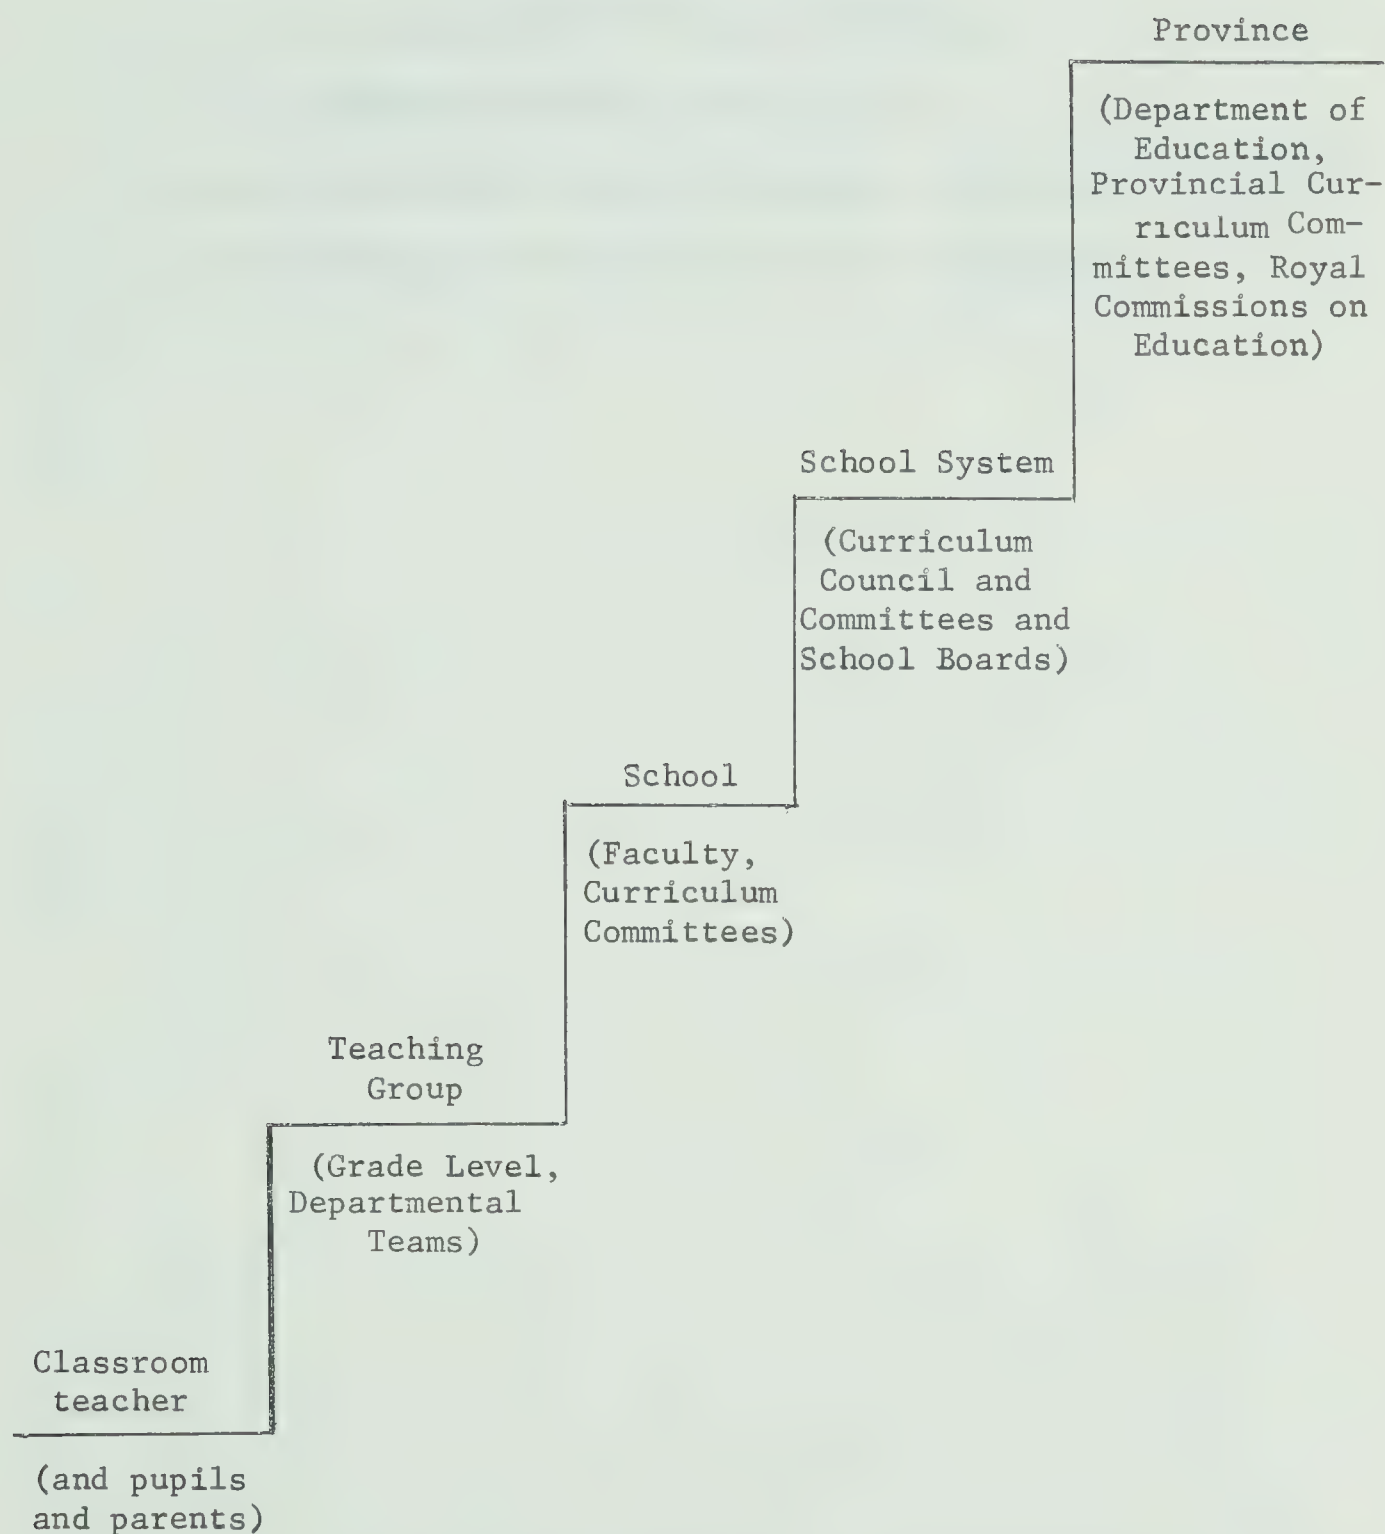 Province
(Department of
Education,
Provincial Cur-
riculum Com-
mittees, Royal
Commissions on
Education)
School System
(Curriculum
Council and
Committees and
School Boards)
School
(Faculty,
Curriculum
Committees)
Teaching
Group
(Grade Level,
Departmental
Teams)
Classroom
teacher
(and pupils
and parents)